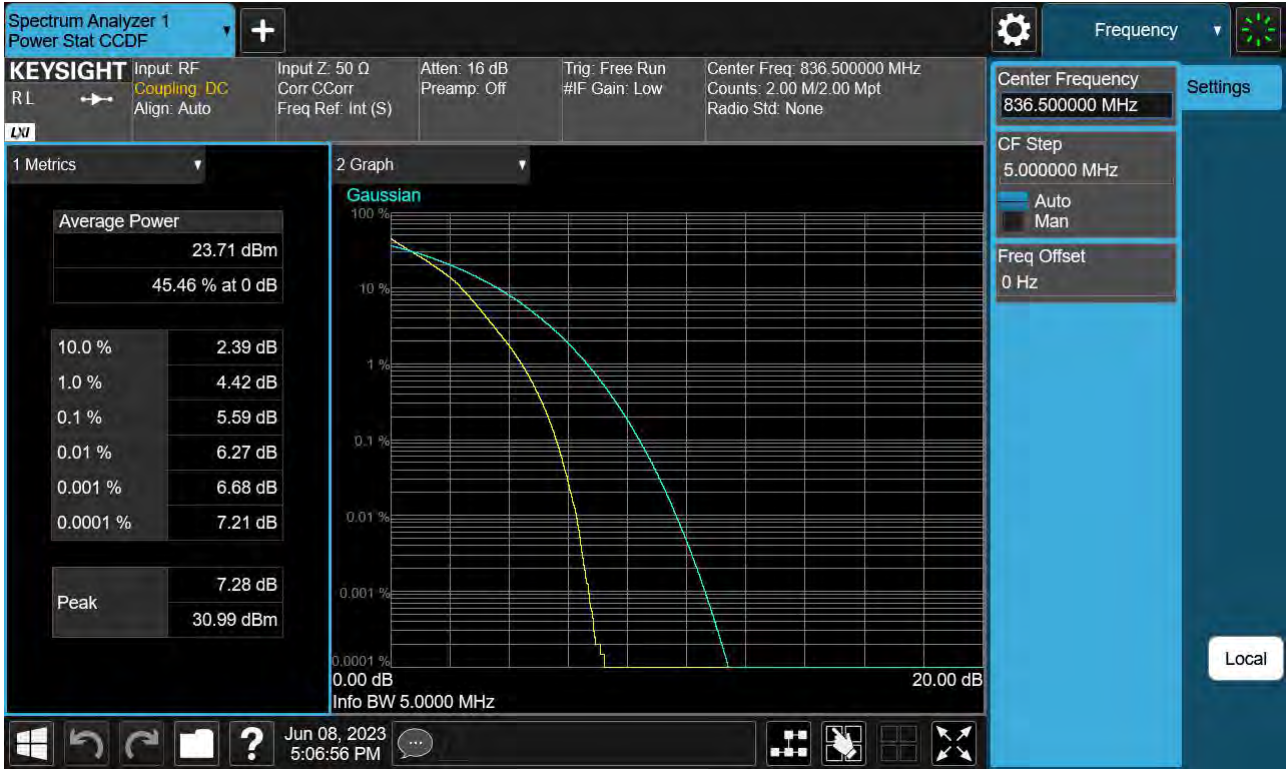 Spectrum Analyzer 1
Power Stat CCDF
+
Frequency
KEYSIGHT
R L
LXI
Input: RF
Coupling: DC
Align: Auto
Input Z: 50 Ω
Corr CCorr
Freq Ref: Int (S)
Atten: 16 dB
Preamp: Off
Trig: Free Run
#IF Gain: Low
Center Freq: 836.500000 MHz
Counts: 2.00 M/2.00 Mpt
Radio Std: None
Center Frequency
836.500000 MHz
Settings
CF Step
5.000000 MHz
Auto
Man
Freq Offset
0 Hz
1 Metrics
Average Power
23.71 dBm
45.46 % at 0 dB
10.0 % 2.39 dB
1.0 % 4.42 dB
0.1 % 5.59 dB
0.01 % 6.27 dB
0.001 % 6.68 dB
0.0001 % 7.21 dB
Peak
7.28 dB
30.99 dBm
2 Graph
Gaussian
100 %
10 %
1 %
0.1 %
0.01 %
0.001 %
0.0001 %
0.00 dB 20.00 dB
Info BW 5.0000 MHz
Local
?
Jun 08, 2023
5:06:56 PM